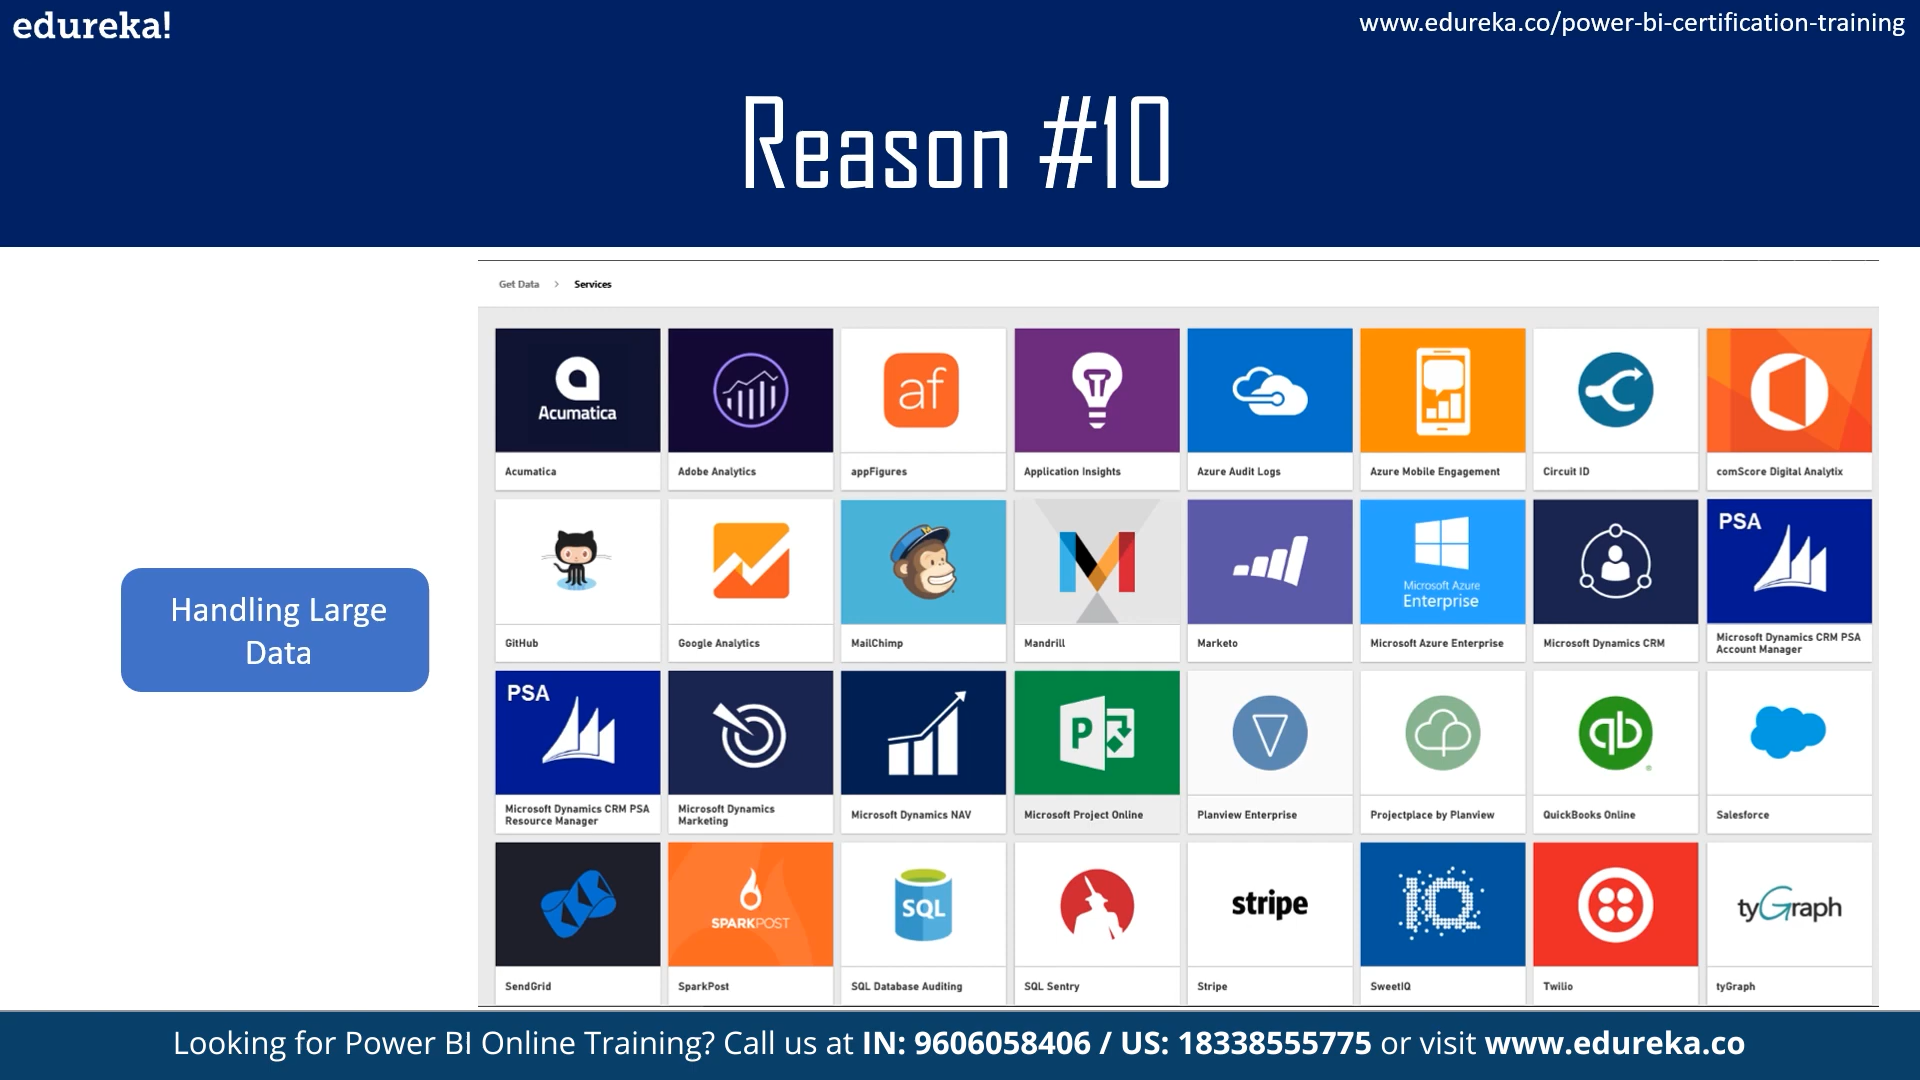 edureka!
www.edureka.co/power-bi-certification-training
Reason #10
Get Data > Services
Handling Large
Data
Acumatica
af
Acumatica
Adobe Analytics
appFigures
Application Insights
Azure Audit Logs
Azure Mobile Engagement
Circuit ID
comScore Digital Analytix
Microsoft Azure
Enterprise
PSA
GitHub
Google Analytics
MailChimp
Mandrill
Marketo
Microsoft Azure Enterprise
Microsoft Dynamics CRM
Microsoft Dynamics CRM PSA
Account Manager
PSA
P
qb
Microsoft Dynamics CRM PSA
Resource Manager
Microsoft Dynamics
Marketing
Microsoft Dynamics NAV
Microsoft Project Online
Planview Enterprise
Projectplace by Planview
QuickBooks Online
Salesforce
SPARKPOST
SQL
stripe
IQ
tyGraph
SendGrid
SparkPost
SQL Database Auditing
SQL Sentry
Stripe
SweetIQ
Twilio
tyGraph
Looking for Power BI Online Training? Call us at IN: 9606058406 / US: 18338555775 or visit www.edureka.co